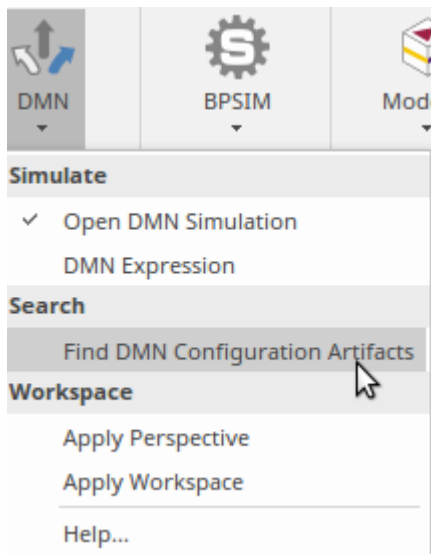 DMN
BPSIM
Simulate
Open DMN Simulation
DMN Expression
Search
Find DMN Configuration Artifacts
Workspace
Apply Perspective
Apply Workspace
Help...